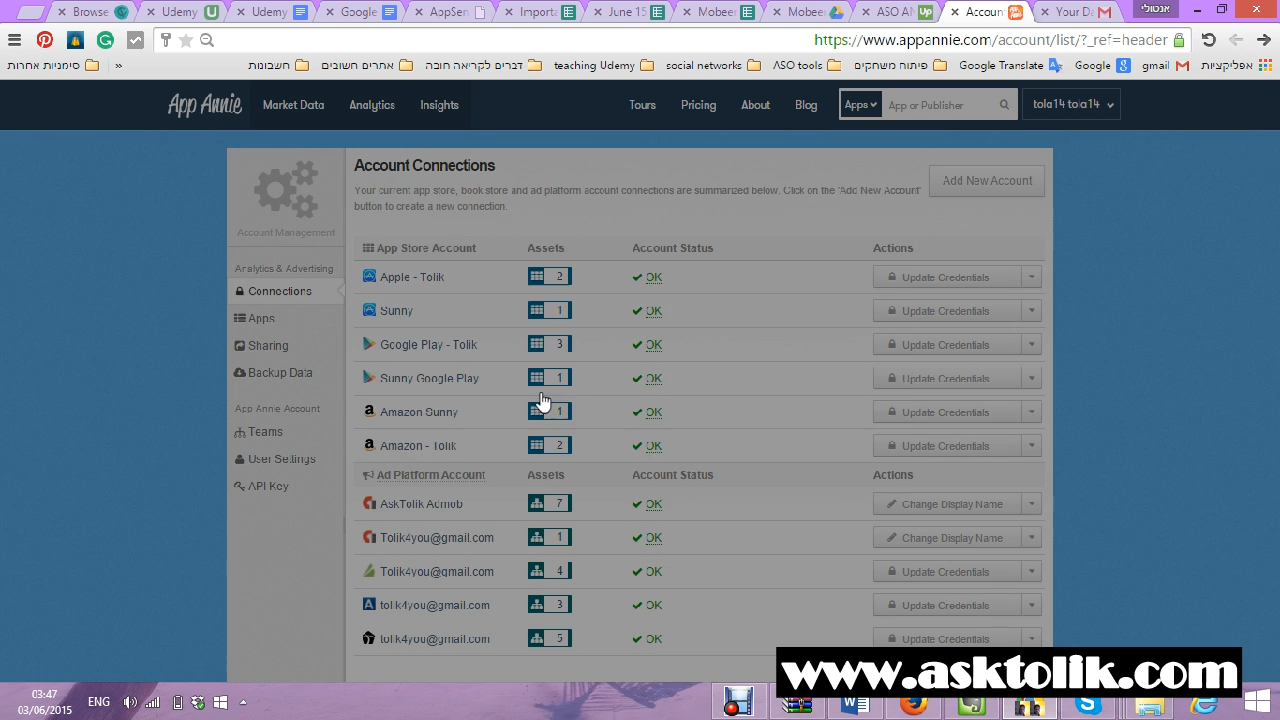 Browse
Udemy
Udemy
Google
AppSen
Importa
June 15
Mobeer
Mobeer
ASO AN
Accoun
Your Da
אנטולי
https://www.appannie.com/account/list/?_ref=header
סימניות אחרות
»
חשבונות
אתרים חשובים
דברים לקריאה חובה
teaching Udemy
social networks
ASO tools
פיתוח משחקים
Google Translate
Google
gmail
אפליקציות
App Annie
Market Data
Analytics
Insights
Tours
Pricing
About
Blog
Apps
App or Publisher
tola14 tola14
Account Management
Analytics & Advertising
Connections
Apps
Sharing
Backup Data
App Annie Account
Teams
User Settings
API Key
Account Connections
Your current app store, book store and ad platform account connections are summarized below. Click on the 'Add New Account'
button to create a new connection.
Add New Account
App Store Account Assets Account Status Actions
Apple - Tolik 2 OK Update Credentials
Sunny 1 OK Update Credentials
Google Play - Tolik 3 OK Update Credentials
Sunny Google Play 1 OK Update Credentials
Amazon Sunny 1 OK Update Credentials
Amazon - Tolik 2 OK Update Credentials
Ad Platform Account Assets Account Status Actions
AskTolik Admob 7 OK Change Display Name
Tolik4you@gmail.com 1 OK Change Display Name
Tolik4you@gmail.com 4 OK Update Credentials
tolik4you@gmail.com 3 OK Update Credentials
tolik4you@gmail.com 5 OK Update Credentials
www.asktolik.com
03:47
03/06/2015
ENG